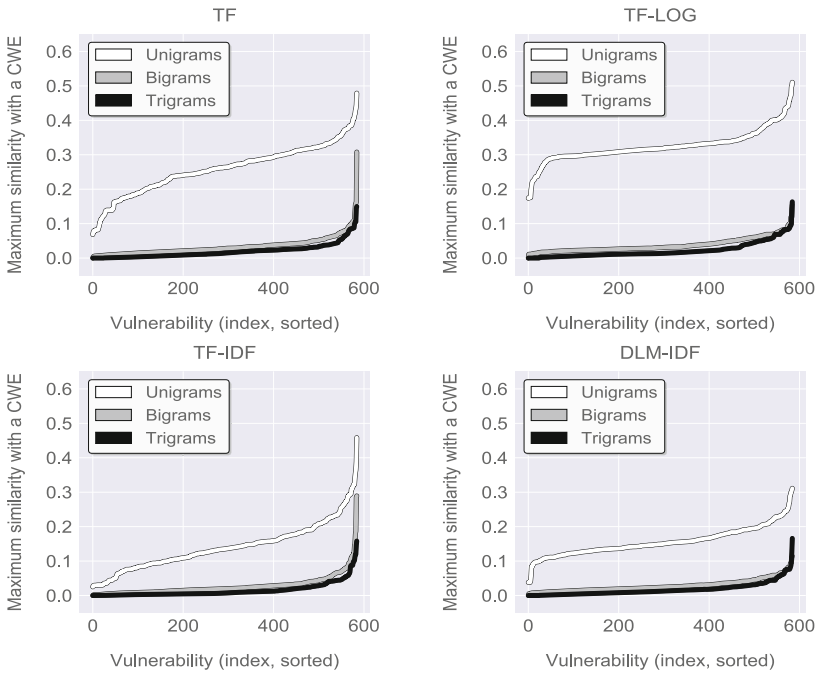 TF
Maximum similarity with a CWE
0.6
0.5
0.4
0.3
0.2
0.1
0.0
Unigrams
Bigrams
Trigrams
0 200 400 600
Vulnerability (index, sorted)
TF-LOG
Maximum similarity with a CWE
0.6
0.5
0.4
0.3
0.2
0.1
0.0
Unigrams
Bigrams
Trigrams
0 200 400 600
Vulnerability (index, sorted)
TF-IDF
Maximum similarity with a CWE
0.6
0.5
0.4
0.3
0.2
0.1
0.0
Unigrams
Bigrams
Trigrams
0 200 400 600
Vulnerability (index, sorted)
DLM-IDF
Maximum similarity with a CWE
0.6
0.5
0.4
0.3
0.2
0.1
0.0
Unigrams
Bigrams
Trigrams
0 200 400 600
Vulnerability (index, sorted)